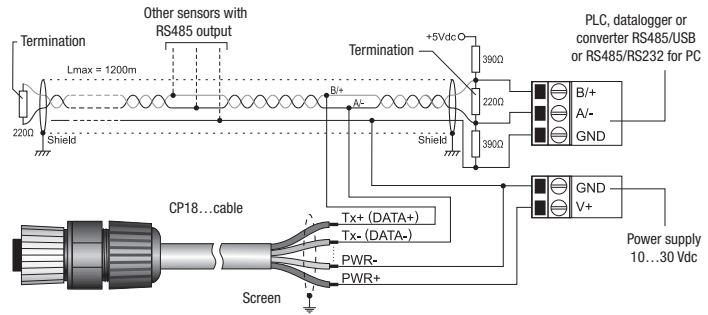 Other sensors with
RS485 output
Termination
Lmax = 1200m
220Ω
Shield
B/+
A/-
Shield
+5Vdc
Termination
390Ω
220Ω
390Ω
PLC, datalogger or
converter RS485/USB
or RS485/RS232 for PC
B/+
A/-
GND
GND
V+
Power supply
10...30 Vdc
CP18...cable
Tx+ (DATA+)
Tx- (DATA-)
PWR-
PWR+
Screen